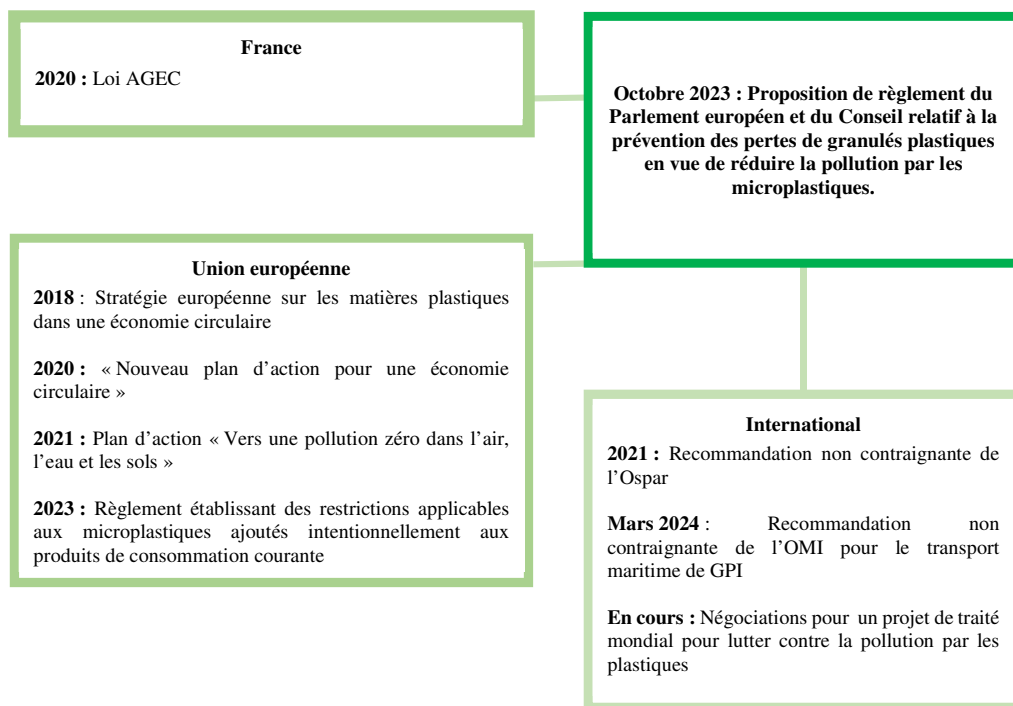 France
2020 : Loi AGEC
Octobre 2023 : Proposition de règlement du
Parlement européen et du Conseil relatif à la
prévention des pertes de granulés plastiques
en vue de réduire la pollution par les
microplastiques.
Union européenne
2018 : Stratégie européenne sur les matières plastiques
dans une économie circulaire
2020 : « Nouveau plan d’action pour une économie
circulaire »
2021 : Plan d’action « Vers une pollution zéro dans l’air,
l’eau et les sols »
2023 : Règlement établissant des restrictions applicables
aux microplastiques ajoutés intentionnellement aux
produits de consommation courante
International
2021 : Recommandation non contraignante de
l’Ospar
Mars 2024 : Recommandation non
contraignante de l’OMI pour le transport
maritime de GPI
En cours : Négociations pour un projet de traité
mondial pour lutter contre la pollution par les
plastiques